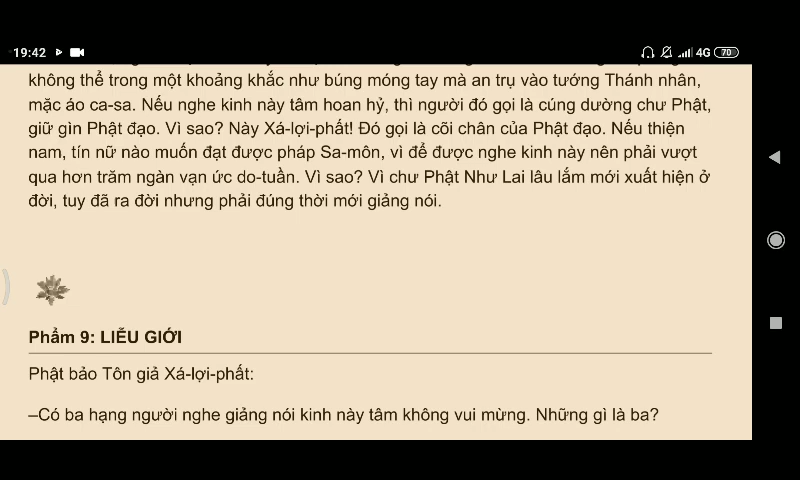 19:42
4G 70
không thể trong một khoảng khắc như búng móng tay mà an trụ vào tướng Thánh nhân,
mặc áo ca-sa. Nếu nghe kinh này tâm hoan hỷ, thì người đó gọi là cúng dường chư Phật,
giữ gìn Phật đạo. Vì sao? Này Xá-lợi-phất! Đó gọi là cõi chân của Phật đạo. Nếu thiện
nam, tín nữ nào muốn đạt được pháp Sa-môn, vì để được nghe kinh này nên phải vượt
qua hơn trăm ngàn vạn ức do-tuần. Vì sao? Vì chư Phật Như Lai lâu lắm mới xuất hiện ở
đời, tuy đã ra đời nhưng phải đúng thời mới giảng nói.
Phẩm 9: LIỄU GIỚI
Phật bảo Tôn giả Xá-lợi-phất:
–Có ba hạng người nghe giảng nói kinh này tâm không vui mừng. Những gì là ba?